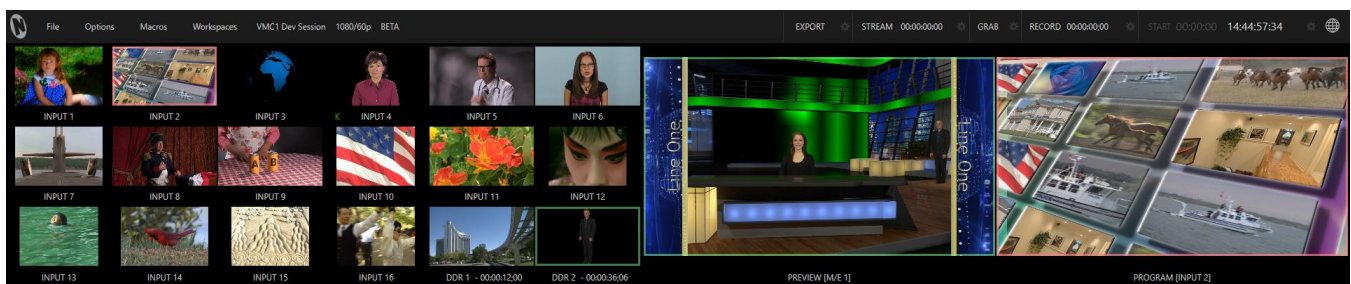 File Options Macros Workspaces VMC1 Dev Session 1080/60p BETA EXPORT STREAM 00:00:00:00 GRAB RECORD 00:00:00;00 START 00:00:00 14:44:57:34
INPUT 1 INPUT 2 INPUT 3 K INPUT 4 INPUT 5 INPUT 6
A B
INPUT 7 INPUT 8 INPUT 9 INPUT 10 INPUT 11 INPUT 12
Line One
Line One
INPUT 13 INPUT 14 INPUT 15 INPUT 16 DDR 1 - 00:00:12;00 DDR 2 - 00:00:36;06 PREVIEW [M/E 1] PROGRAM [INPUT 2]